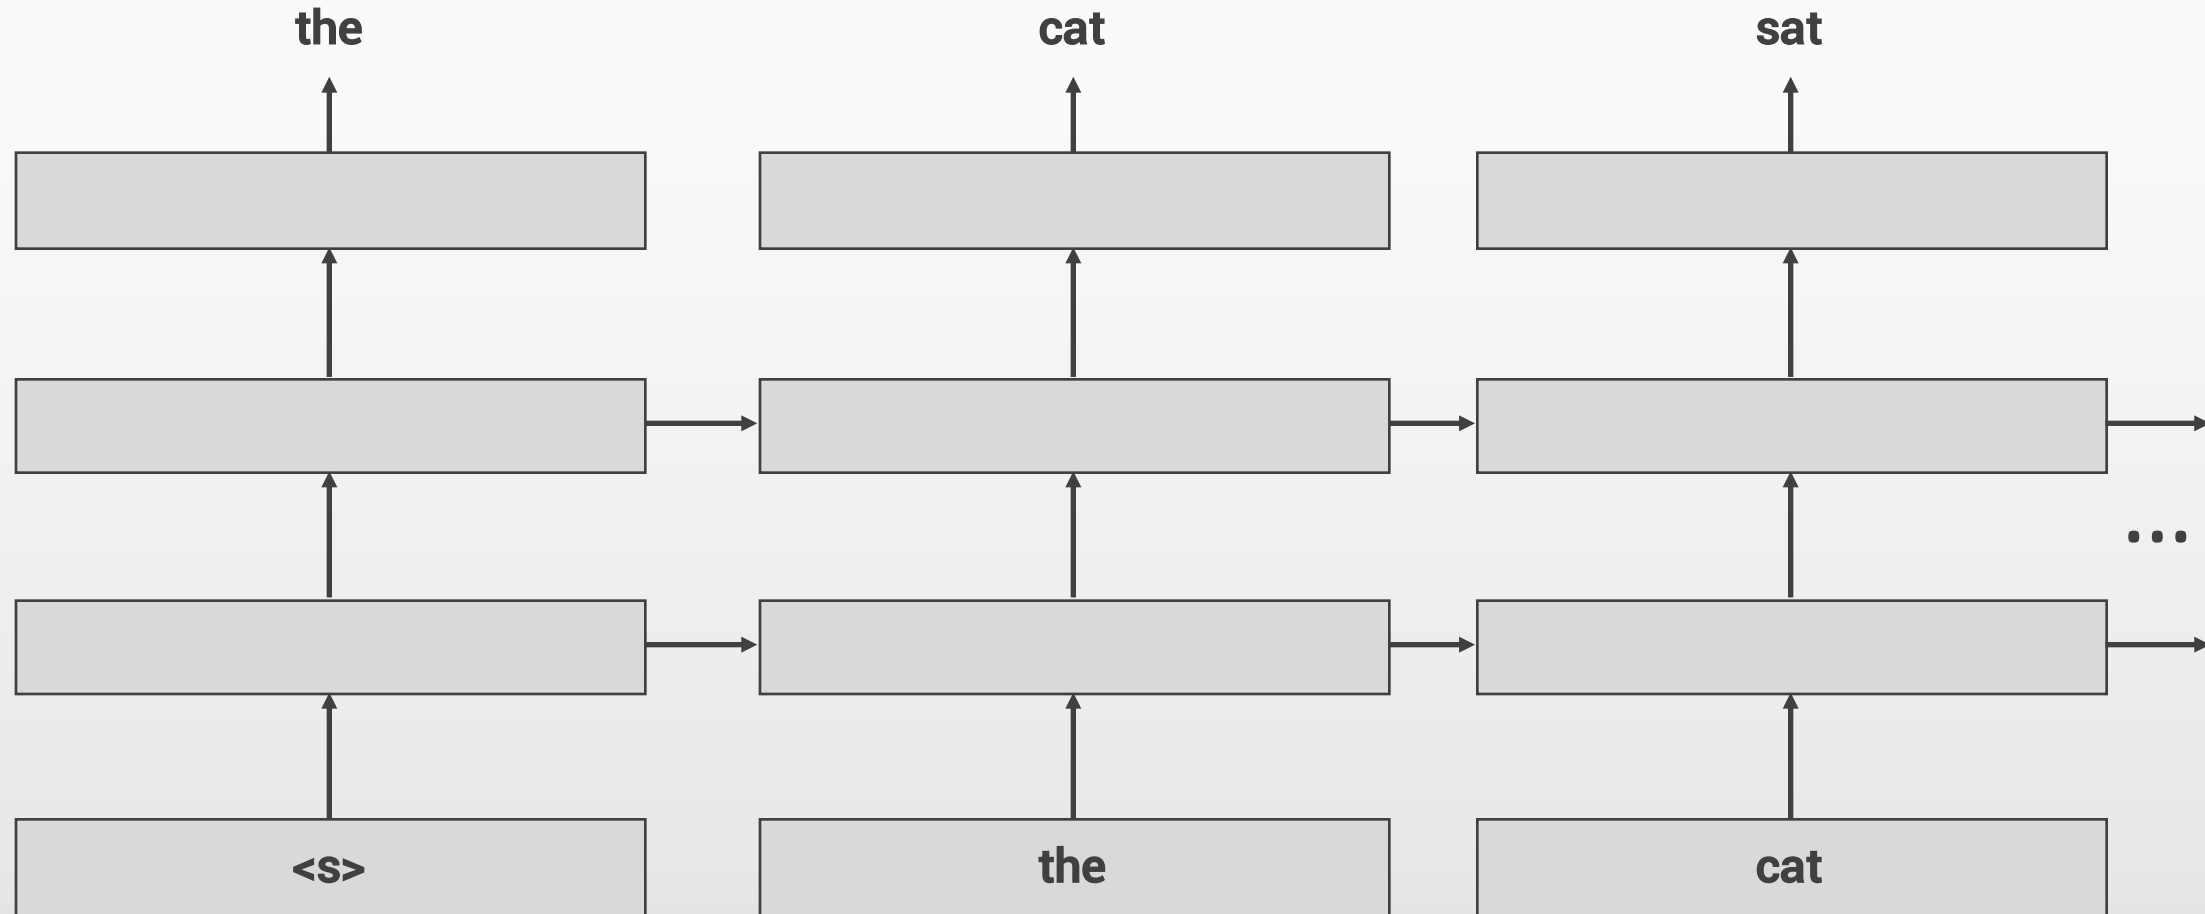 the cat sat
...
<s> the cat